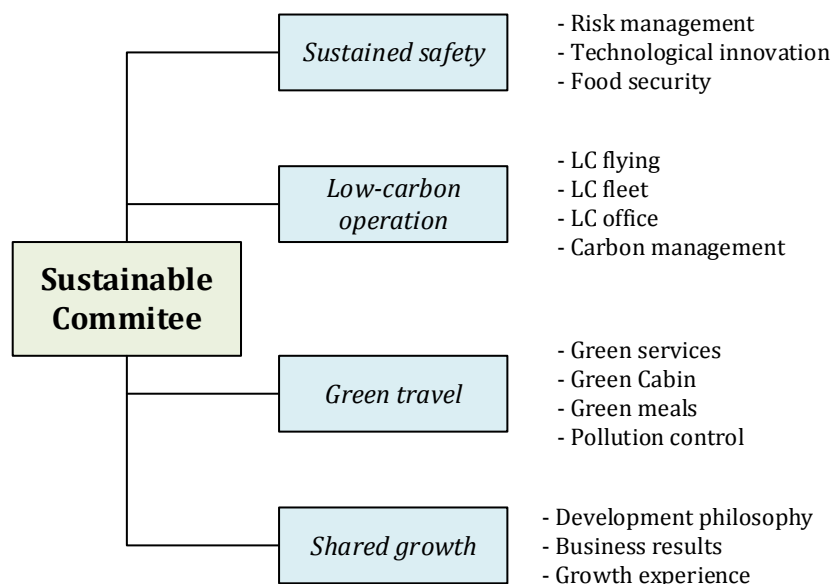 Sustainable
Commitee
Sustained safety
- Risk management
- Technological innovation
- Food security
Low-carbon
operation
- LC flying
- LC fleet
- LC office
- Carbon management
Green travel
- Green services
- Green Cabin
- Green meals
- Pollution control
Shared growth
- Development philosophy
- Business results
- Growth experience